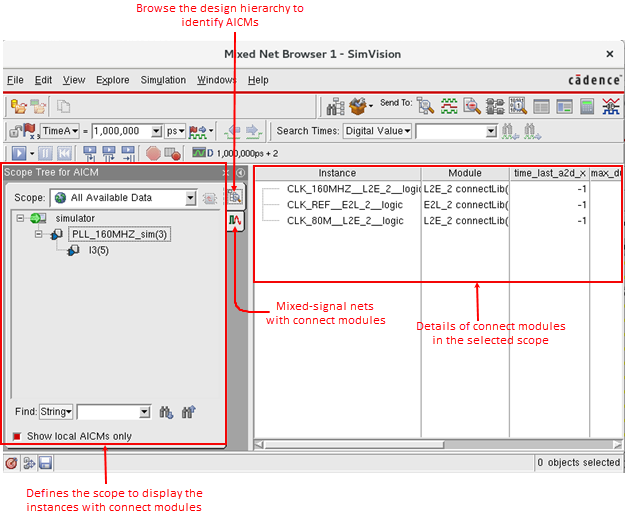 Browse the design hierarchy to
identify AICMs
Mixed Net Browser 1 - SimVision
File Edit View Explore Simulation Windows Help
cādence
Send To:
TimeA = 1,000,000 ps
Search Times: Digital Value
1,000,000ps + 2
Scope Tree for AICM
Scope: All Available Data
simulator
PLL_160MHZ_sim(3)
I3(5)
Find: String
Show local AICMs only
Instance Module time_last_a2d_x
CLK_160MHZ__L2E_2__logic L2E_2 connectLib( -1
CLK_REF__E2L_2__logic E2L_2 connectLib( -1
CLK_80M__L2E_2__logic L2E_2 connectLib( -1
Mixed-signal nets
with connect modules
Details of connect modules
in the selected scope
0 objects selected
Defines the scope to display the
instances with connect modules